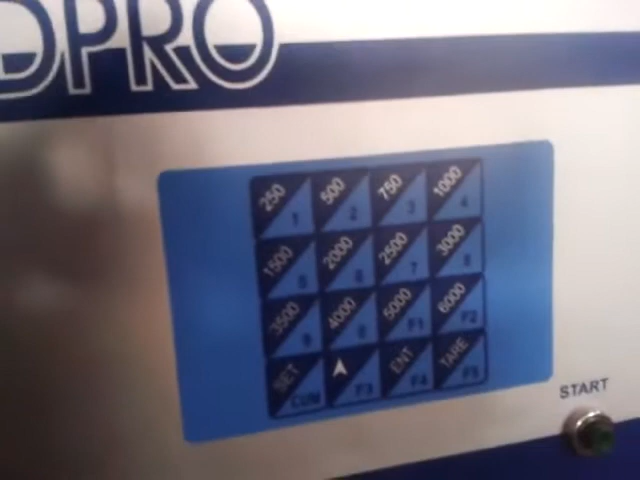 DPRO
250 1 500 2 750 3 1000 4
1500 5 2000 6 2500 7 3000 8
3500 9 4000 0 5000 F1 6000 F2
SET CUM F3 ENT F4 TARE F5
START